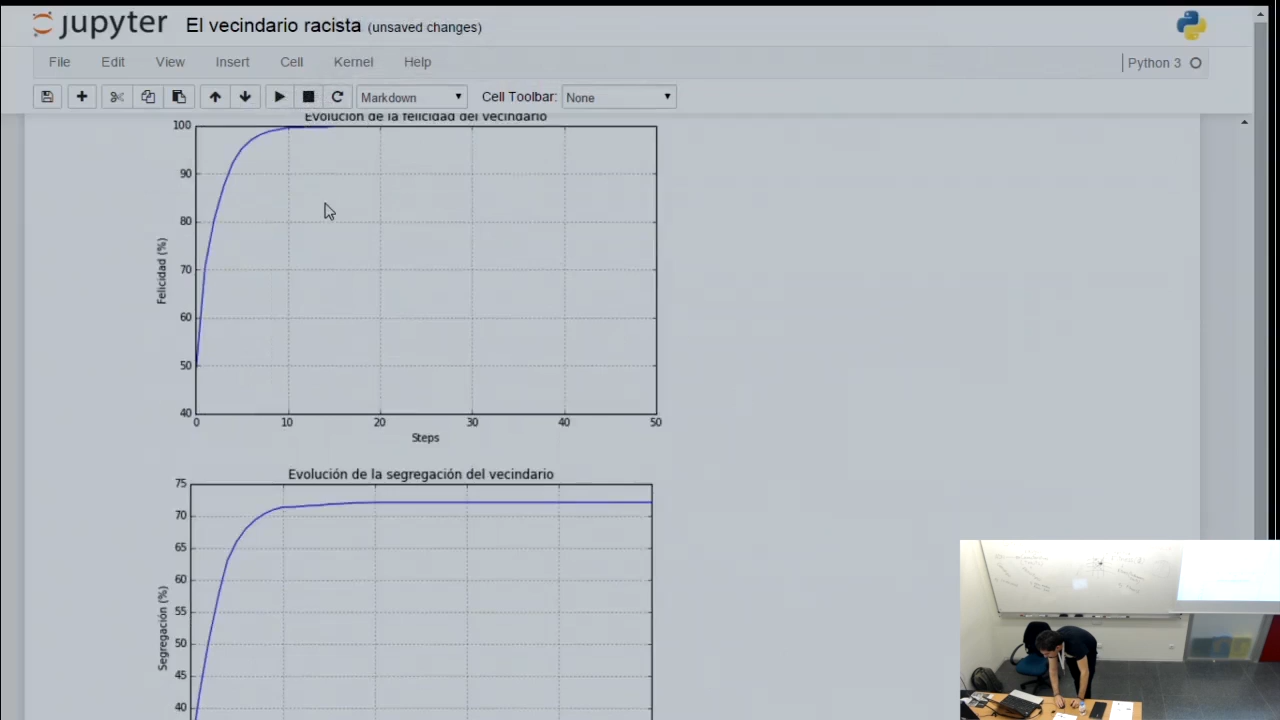 jupyter El vecindario racista (unsaved changes)
File Edit View Insert Cell Kernel Help Python 3
Markdown Cell Toolbar: None
Evolución de la felicidad del vecindario
100
90
80
70
60
50
40
Felicidad (%)
0 10 20 30 40 50
Steps
Evolución de la segregación del vecindario
75
70
65
60
55
50
45
40
Segregación (%)